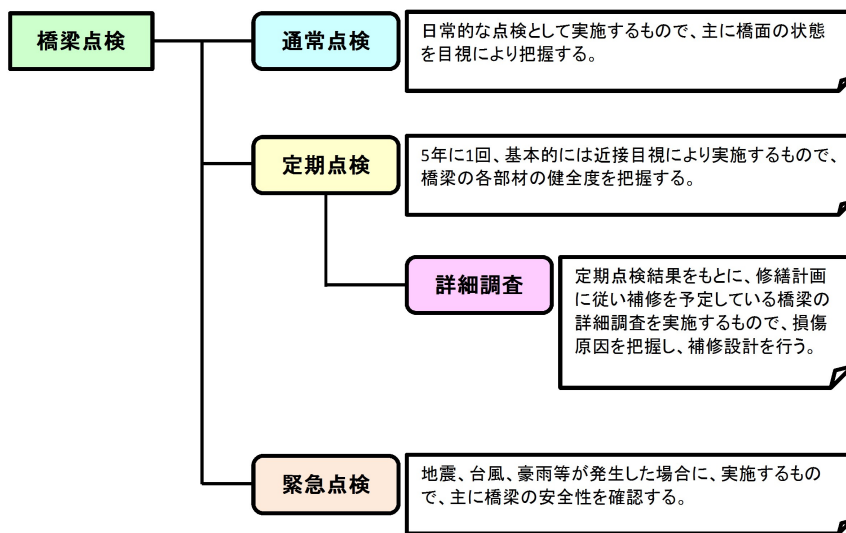 橋梁点検
通常点検
日常的な点検として実施するもので、主に橋面の状態
を目視により把握する。
定期点検
5年に1回、基本的には近接目視により実施するもので、
橋梁の各部材の健全度を把握する。
詳細調査
定期点検結果をもとに、修繕計画
に従い補修を予定している橋梁の
詳細調査を実施するもので、損傷
原因を把握し、補修設計を行う。
緊急点検
地震、台風、豪雨等が発生した場合に、実施するもの
で、主に橋梁の安全性を確認する。